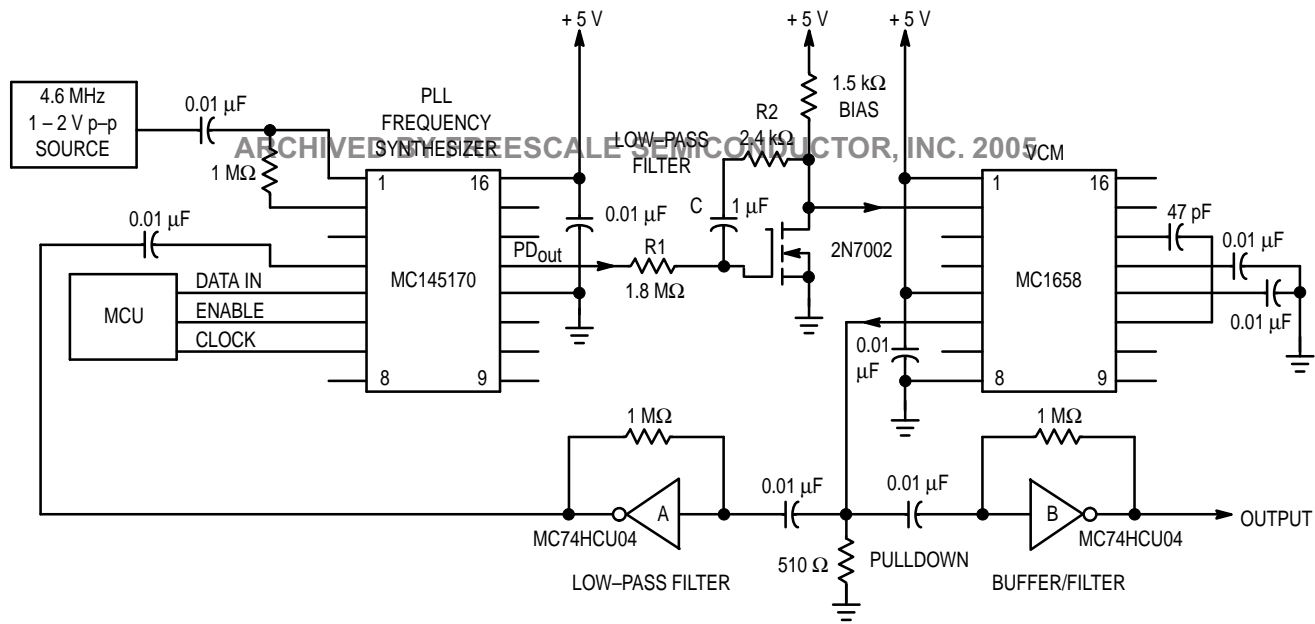 + 5 V
+ 5 V
+ 5 V
4.6 MHz
1 – 2 V p–p
SOURCE
0.01 µF
1 MΩ
PLL
FREQUENCY
SYNTHESIZER
LOW–PASS
FILTER
R2
2.4 kΩ
1.5 kΩ
BIAS
ARCHIVED BY FREESCALE SEMICONDUCTOR, INC. 2005
VCM
1
16
MC145170
8
9
0.01 µF
0.01 µF
PDout
R1
1.8 MΩ
C
1 µF
2N7002
MCU
DATA IN
ENABLE
CLOCK
1
16
MC1658
8
9
47 pF
0.01 µF
0.01 µF
0.01
µF
1 MΩ
A
MC74HCU04
LOW–PASS FILTER
0.01 µF
510 Ω
PULLDOWN
0.01 µF
1 MΩ
B
MC74HCU04
BUFFER/FILTER
OUTPUT